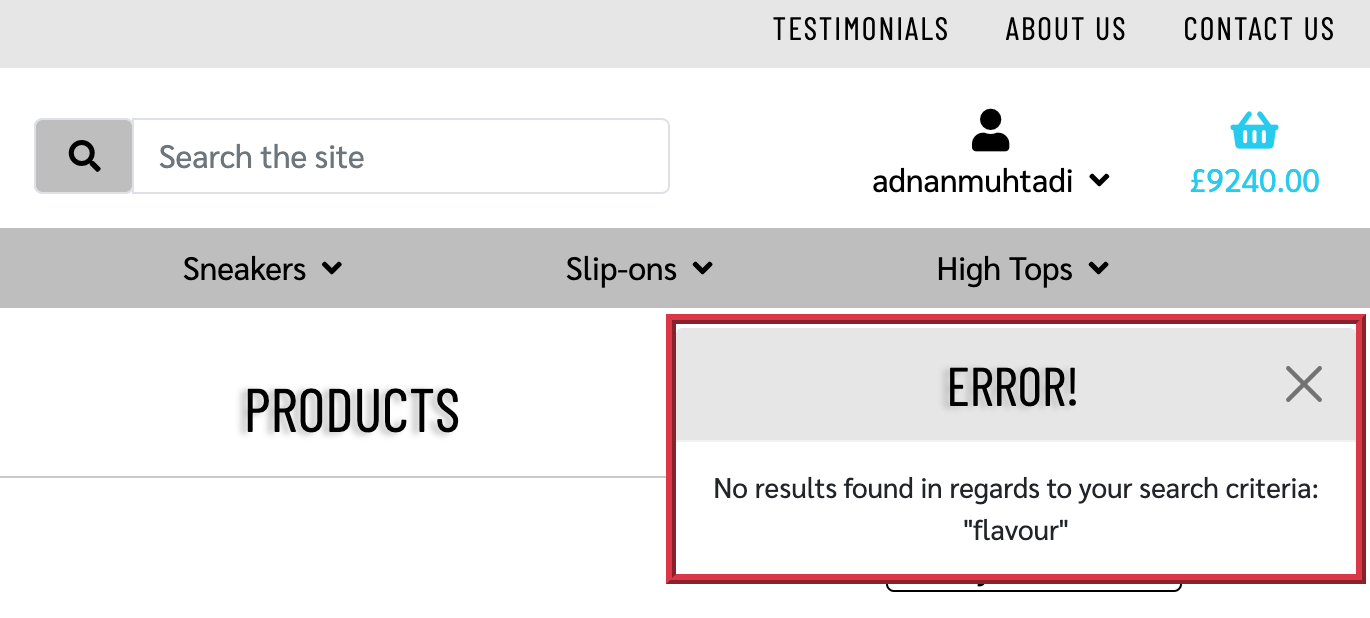 TESTIMONIALS ABOUT US CONTACT US
Search the site
adnanmuhtadi £9240.00
Sneakers Slip-ons High Tops
PRODUCTS
ERROR!
No results found in regards to your search criteria:
"flavour"